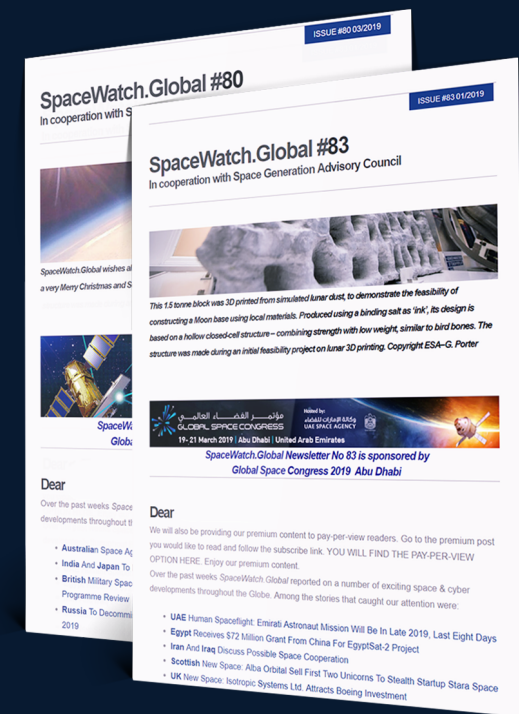 ISSUE #80 03/2019
SpaceWatch.Global #80
In cooperation with S
SpaceWatch.Global wishes al
a very Merry Christmas and S
SpaceWa
Globa
Dear
Over the past weeks Space
developments throughout th
• Australian Space Ag
• India And Japan To
• British Military Spac
Programme Review
• Russia To Decommi
2019
ISSUE #83 01/2019
SpaceWatch.Global #83
In cooperation with Space Generation Advisory Council
This 1.5 tonne block was 3D printed from simulated lunar dust, to demonstrate the feasibility of
constructing a Moon base using local materials. Produced using a binding salt as 'ink', its design is
based on a hollow closed-cell structure – combining strength with low weight, similar to bird bones. The
structure was made during an initial feasibility project on lunar 3D printing. Copyright ESA–G. Porter
مؤتمر الفضاء العالمي
GLOBAL SPACE CONGRESS
19- 21 March 2019 | Abu Dhabi | United Arab Emirates
Hosted by:
وكالة الإمارات للفضاء
UAE SPACE AGENCY
SpaceWatch.Global Newsletter No 83 is sponsored by
Global Space Congress 2019 Abu Dhabi
Dear
We will also be providing our premium content to pay-per-view readers. Go to the premium post
you would like to read and follow the subscribe link. YOU WILL FIND THE PAY-PER-VIEW
OPTION HERE. Enjoy our premium content.
Over the past weeks SpaceWatch.Global reported on a number of exciting space & cyber
developments throughout the Globe. Among the stories that caught our attention were:
• UAE Human Spaceflight: Emirati Astronaut Mission Will Be In Late 2019, Last Eight Days
• Egypt Receives $72 Million Grant From China For EgyptSat-2 Project
• Iran And Iraq Discuss Possible Space Cooperation
• Scottish New Space: Alba Orbital Sell First Two Unicorns To Stealth Startup Stara Space
• UK New Space: Isotropic Systems Ltd. Attracts Boeing Investment